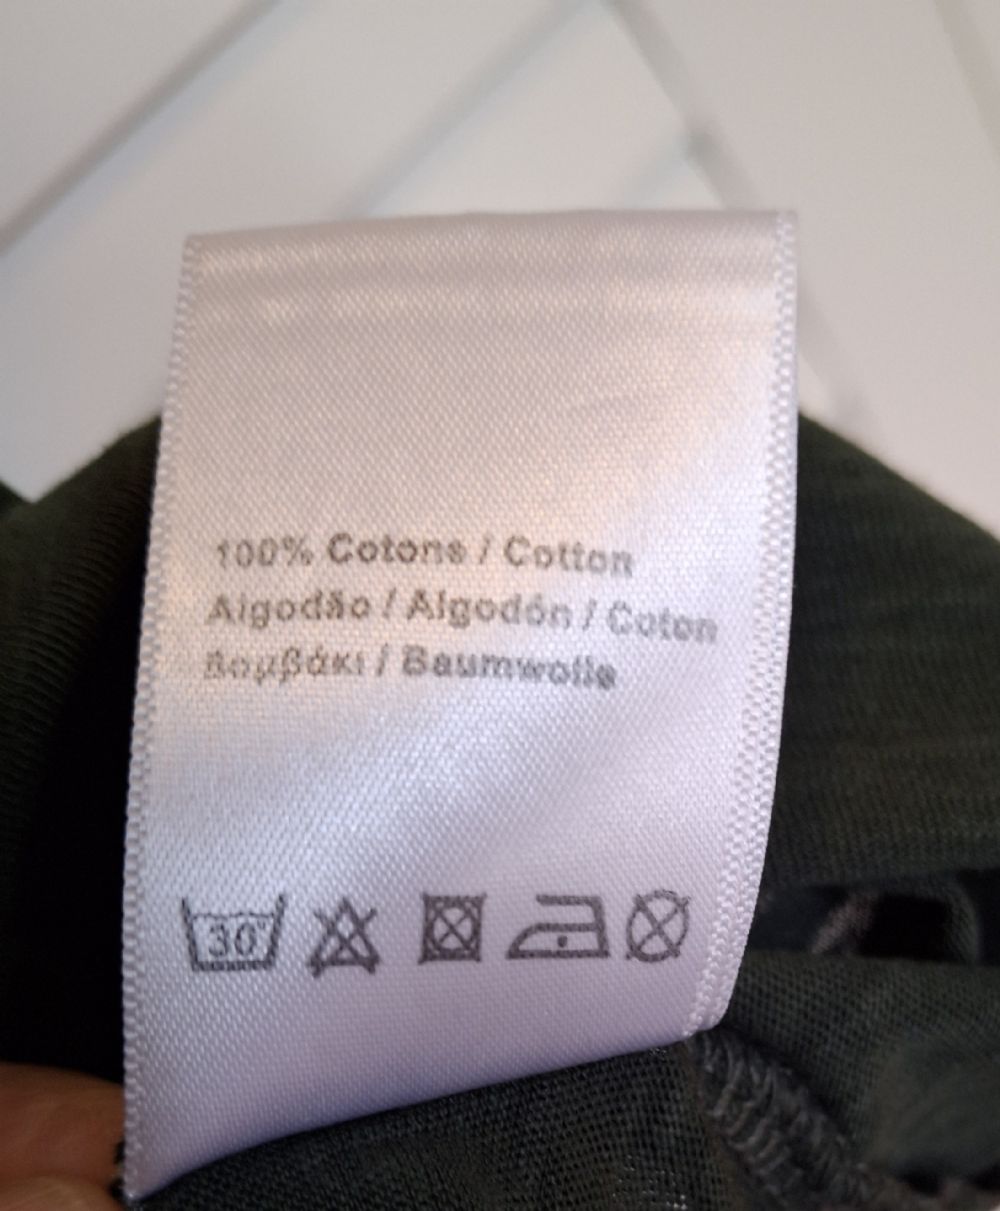 100% Cotons / Cotton
Algodão / Algodón / Coton
Βαμβάκι / Baumwolle
30°